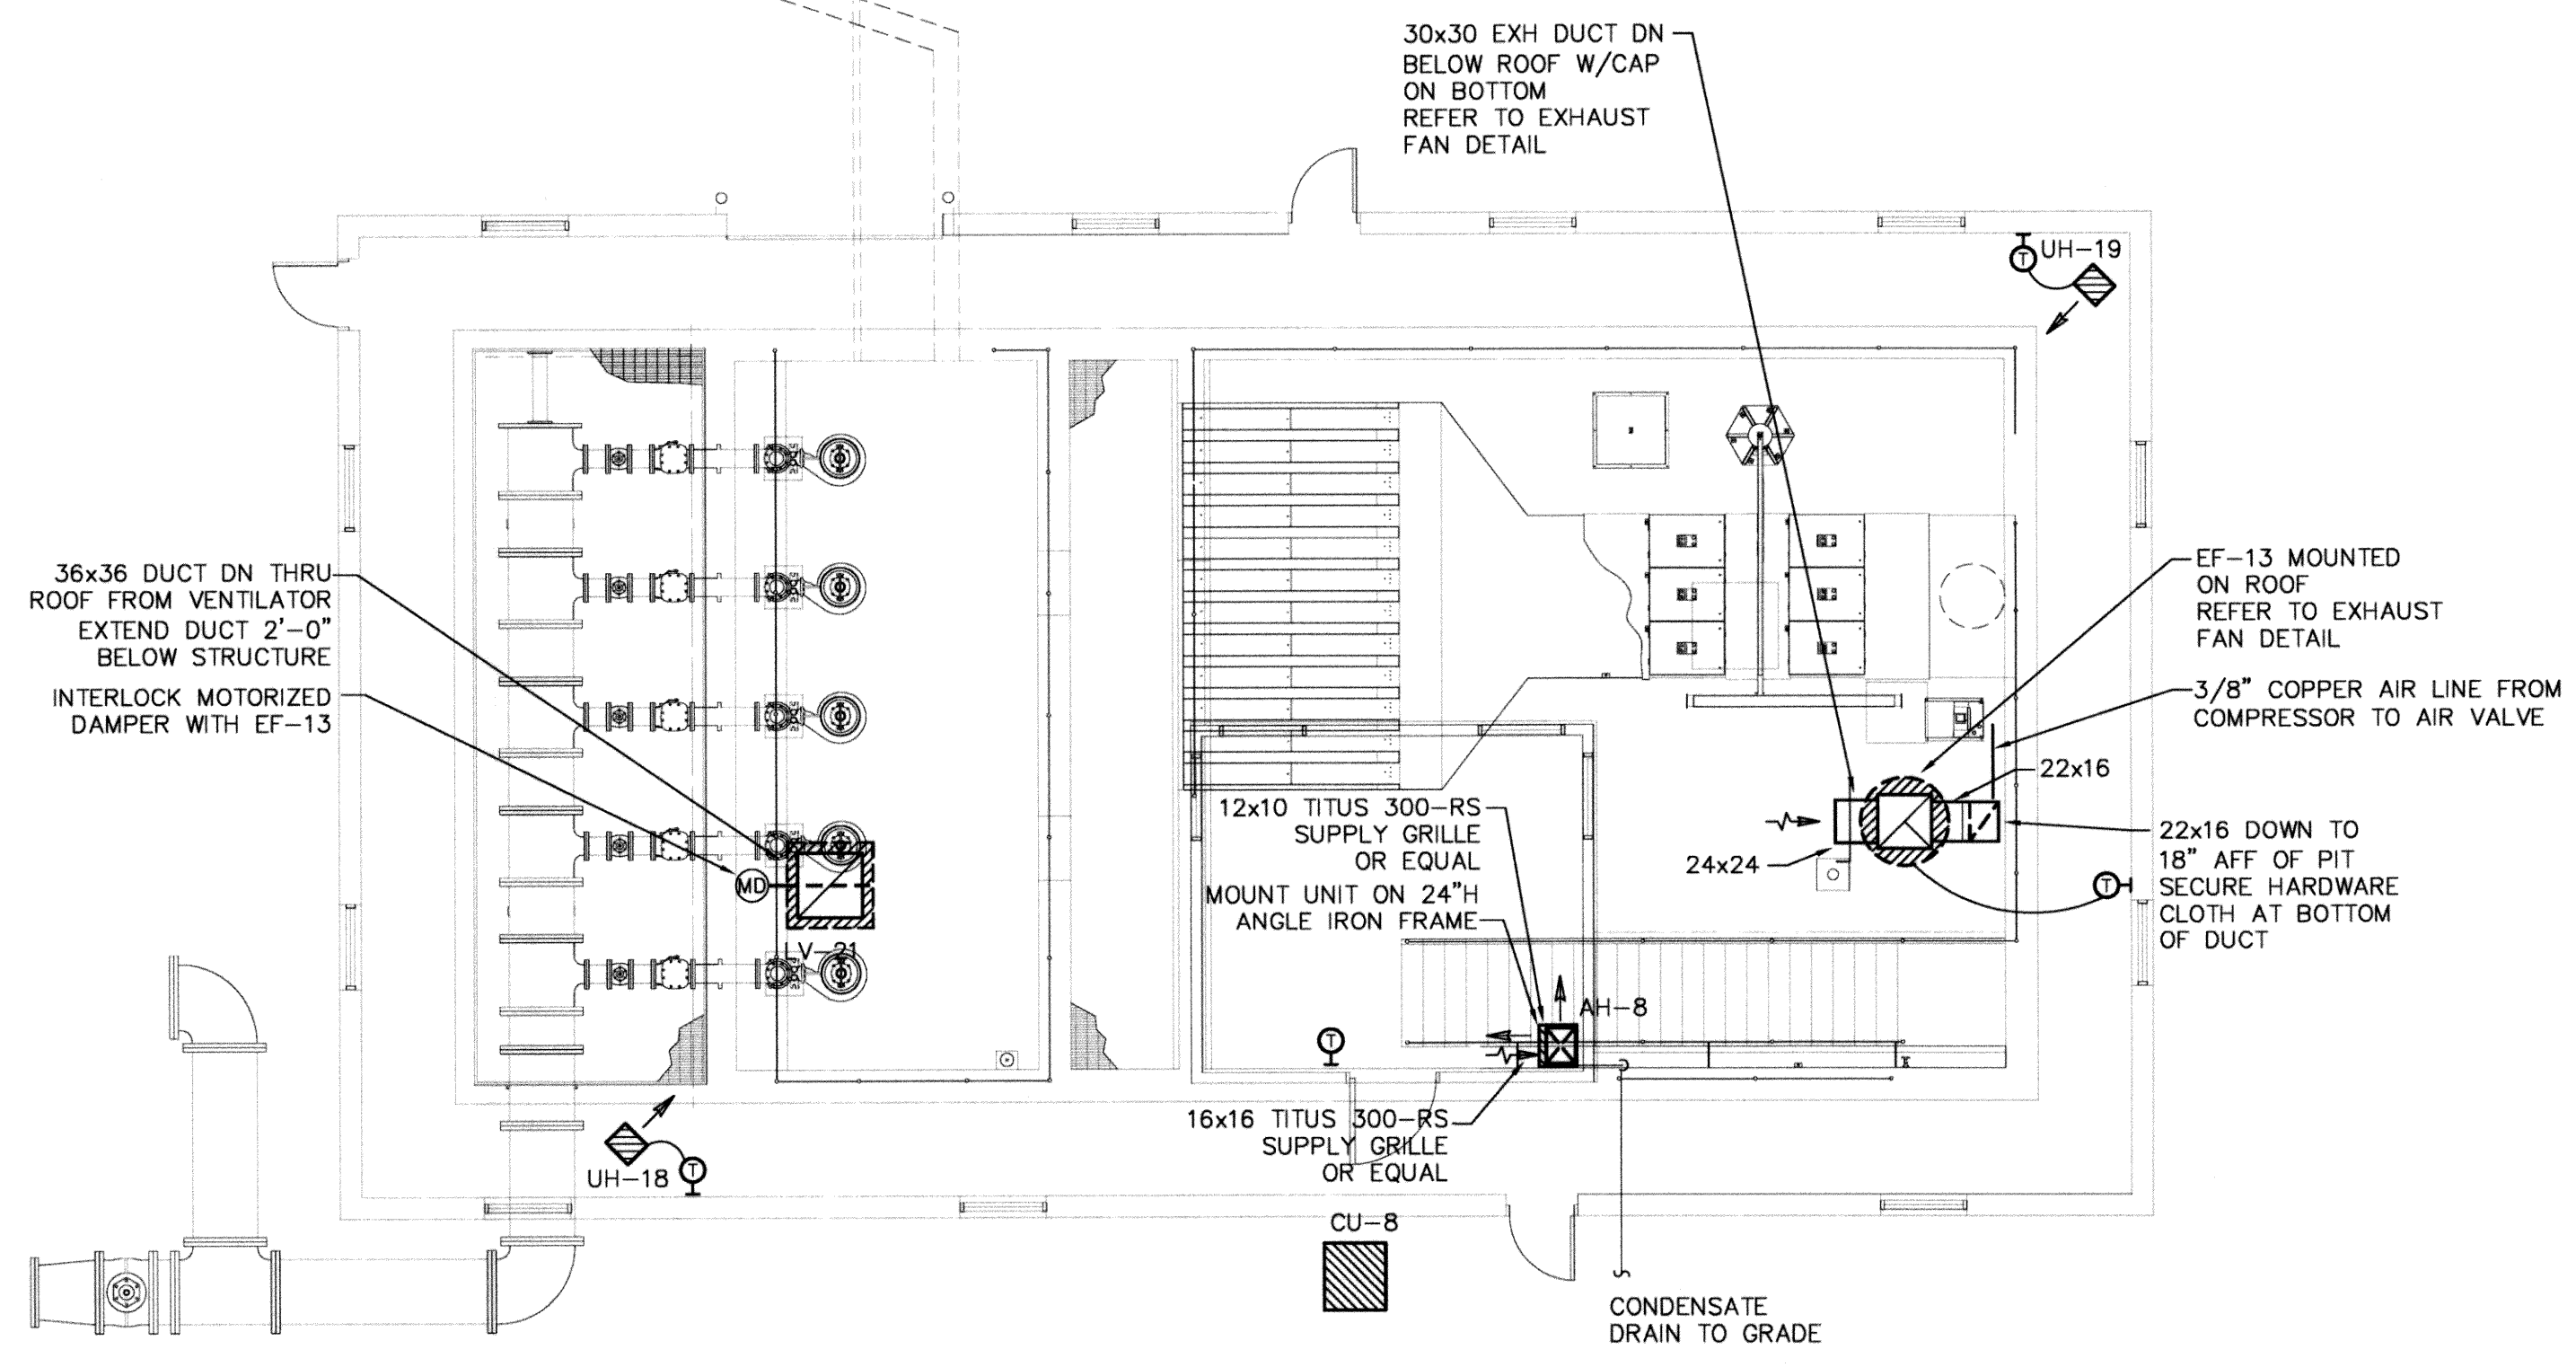 30x30 EXH DUCT DN
BELOW ROOF W/CAP
ON BOTTOM
REFER TO EXHAUST
FAN DETAIL
UH-19
T
36x36 DUCT DN THRU
ROOF FROM VENTILATOR
EXTEND DUCT 2'-0"
BELOW STRUCTURE
INTERLOCK MOTORIZED
DAMPER WITH EF-13
MD
LV-21
EF-13 MOUNTED
ON ROOF
REFER TO EXHAUST
FAN DETAIL
3/8" COPPER AIR LINE FROM
COMPRESSOR TO AIR VALVE
22x16
22x16 DOWN TO
18" AFF OF PIT
SECURE HARDWARE
CLOTH AT BOTTOM
OF DUCT
T
24x24
12x10 TITUS 300-RS
SUPPLY GRILLE
OR EQUAL
MOUNT UNIT ON 24"H
ANGLE IRON FRAME
AH-8
T
16x16 TITUS 300-RS
SUPPLY GRILLE
OR EQUAL
UH-18
T
CU-8
CONDENSATE
DRAIN TO GRADE